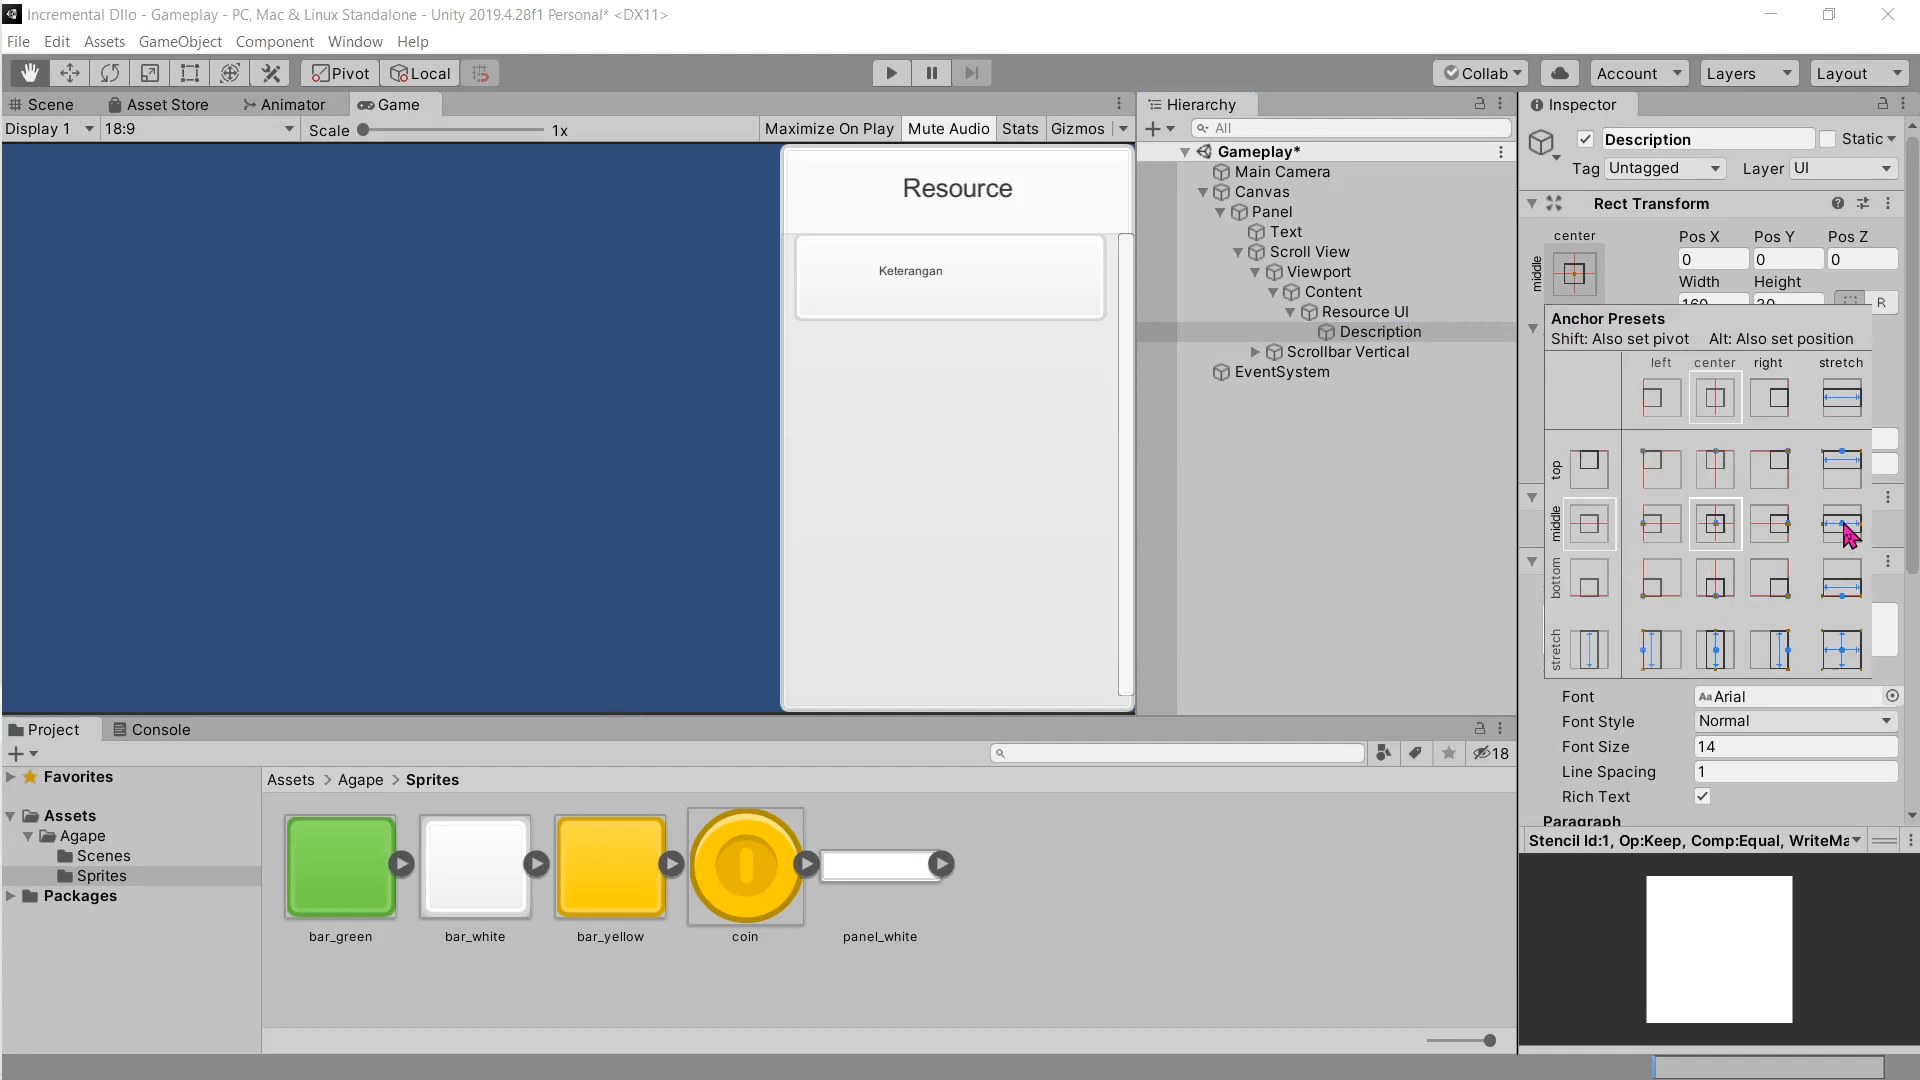 Incremental DIlo - Gameplay - PC, Mac & Linux Standalone - Unity 2019.4.28f1 Personal* <DX11>
File Edit Assets GameObject Component Window Help
Pivot Local Collab Account Layers Layout
Scene Asset Store Animator Game
Display 1 18:9 Scale 1x Maximize On Play Mute Audio Stats Gizmos
Resource
Keterangan
Hierarchy
All
Gameplay*
Main Camera
Canvas
Panel
Text
Scroll View
Viewport
Content
Resource UI
Description
Scrollbar Vertical
EventSystem
Inspector
Description Static
Tag Untagged Layer UI
Rect Transform
center Pos X Pos Y Pos Z
middle 0 0 0
Width Height
160 30 R
Anchor Presets
Shift: Also set pivot Alt: Also set position
left center right stretch
top
middle
bottom
stretch
Font Arial
Font Style Normal
Font Size 14
Line Spacing 1
Rich Text
Paragraph
Stencil Id:1, Op:Keep, Comp:Equal, WriteMa
Project Console
18
Favorites
Assets
Agape
Scenes
Sprites
Packages
Assets > Agape > Sprites
bar_green bar_white bar_yellow coin panel_white